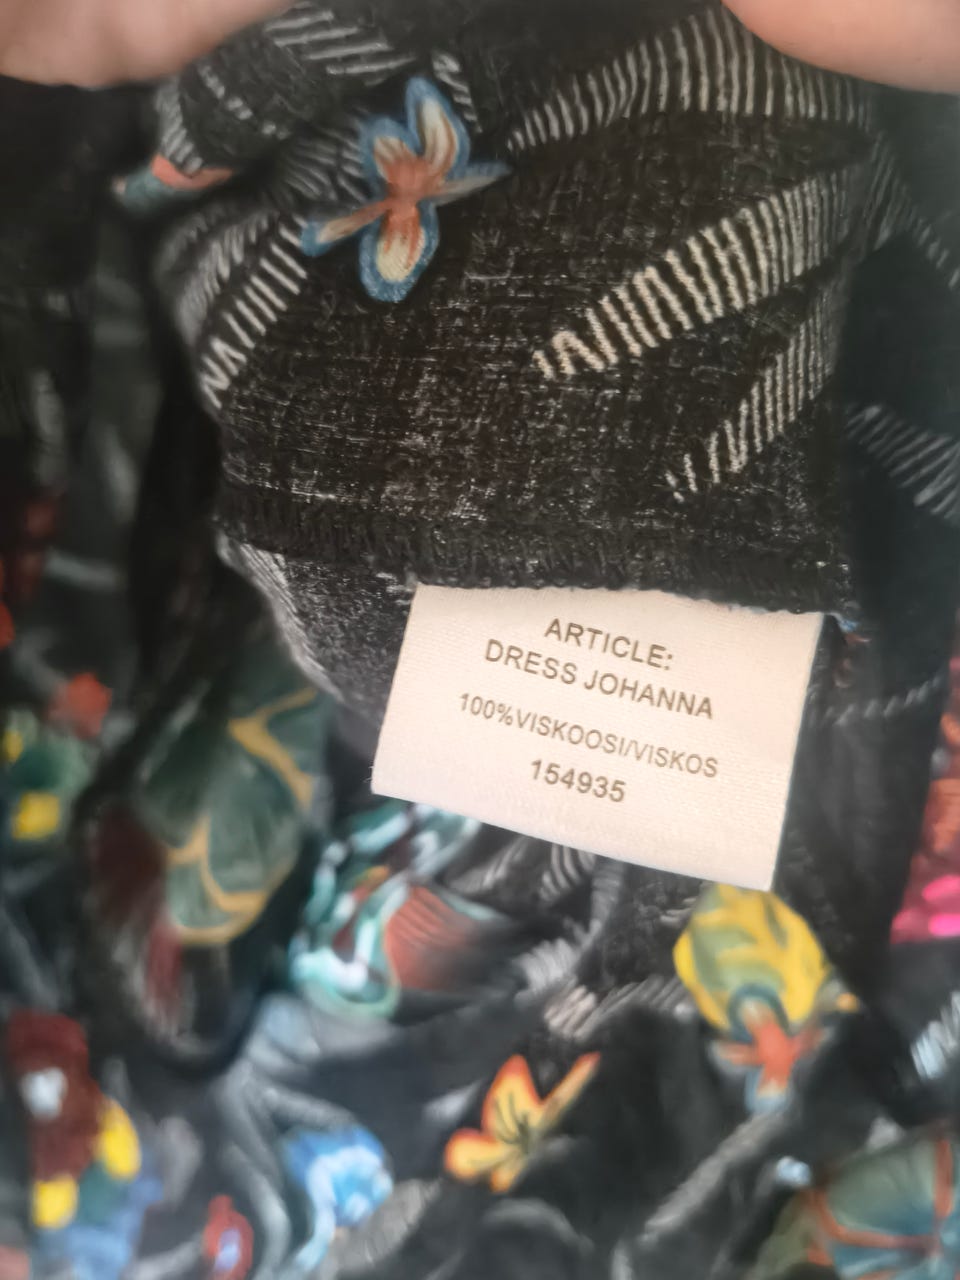 ARTICLE:
DRESS JOHANNA
100%VISKOOSI/VISKOS
154935